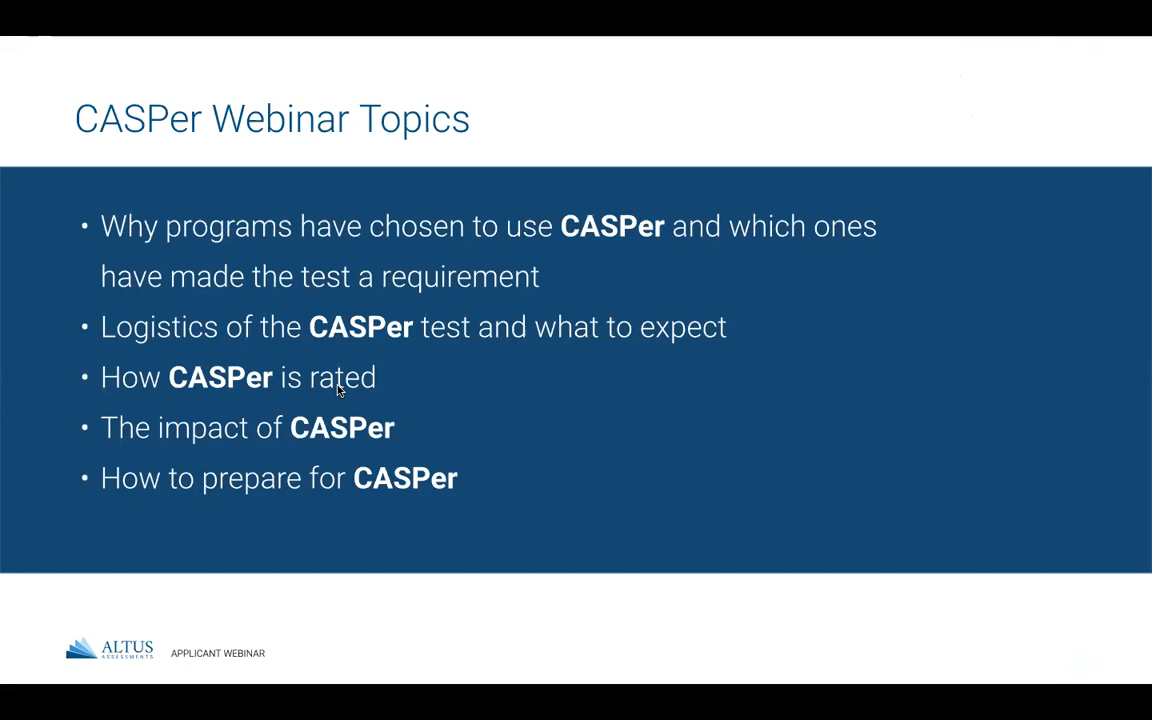 CASPer Webinar Topics
• Why programs have chosen to use CASPer and which ones
have made the test a requirement
• Logistics of the CASPer test and what to expect
• How CASPer is rated
• The impact of CASPer
• How to prepare for CASPer
ALTUS
ASSESSMENTS
APPLICANT WEBINAR